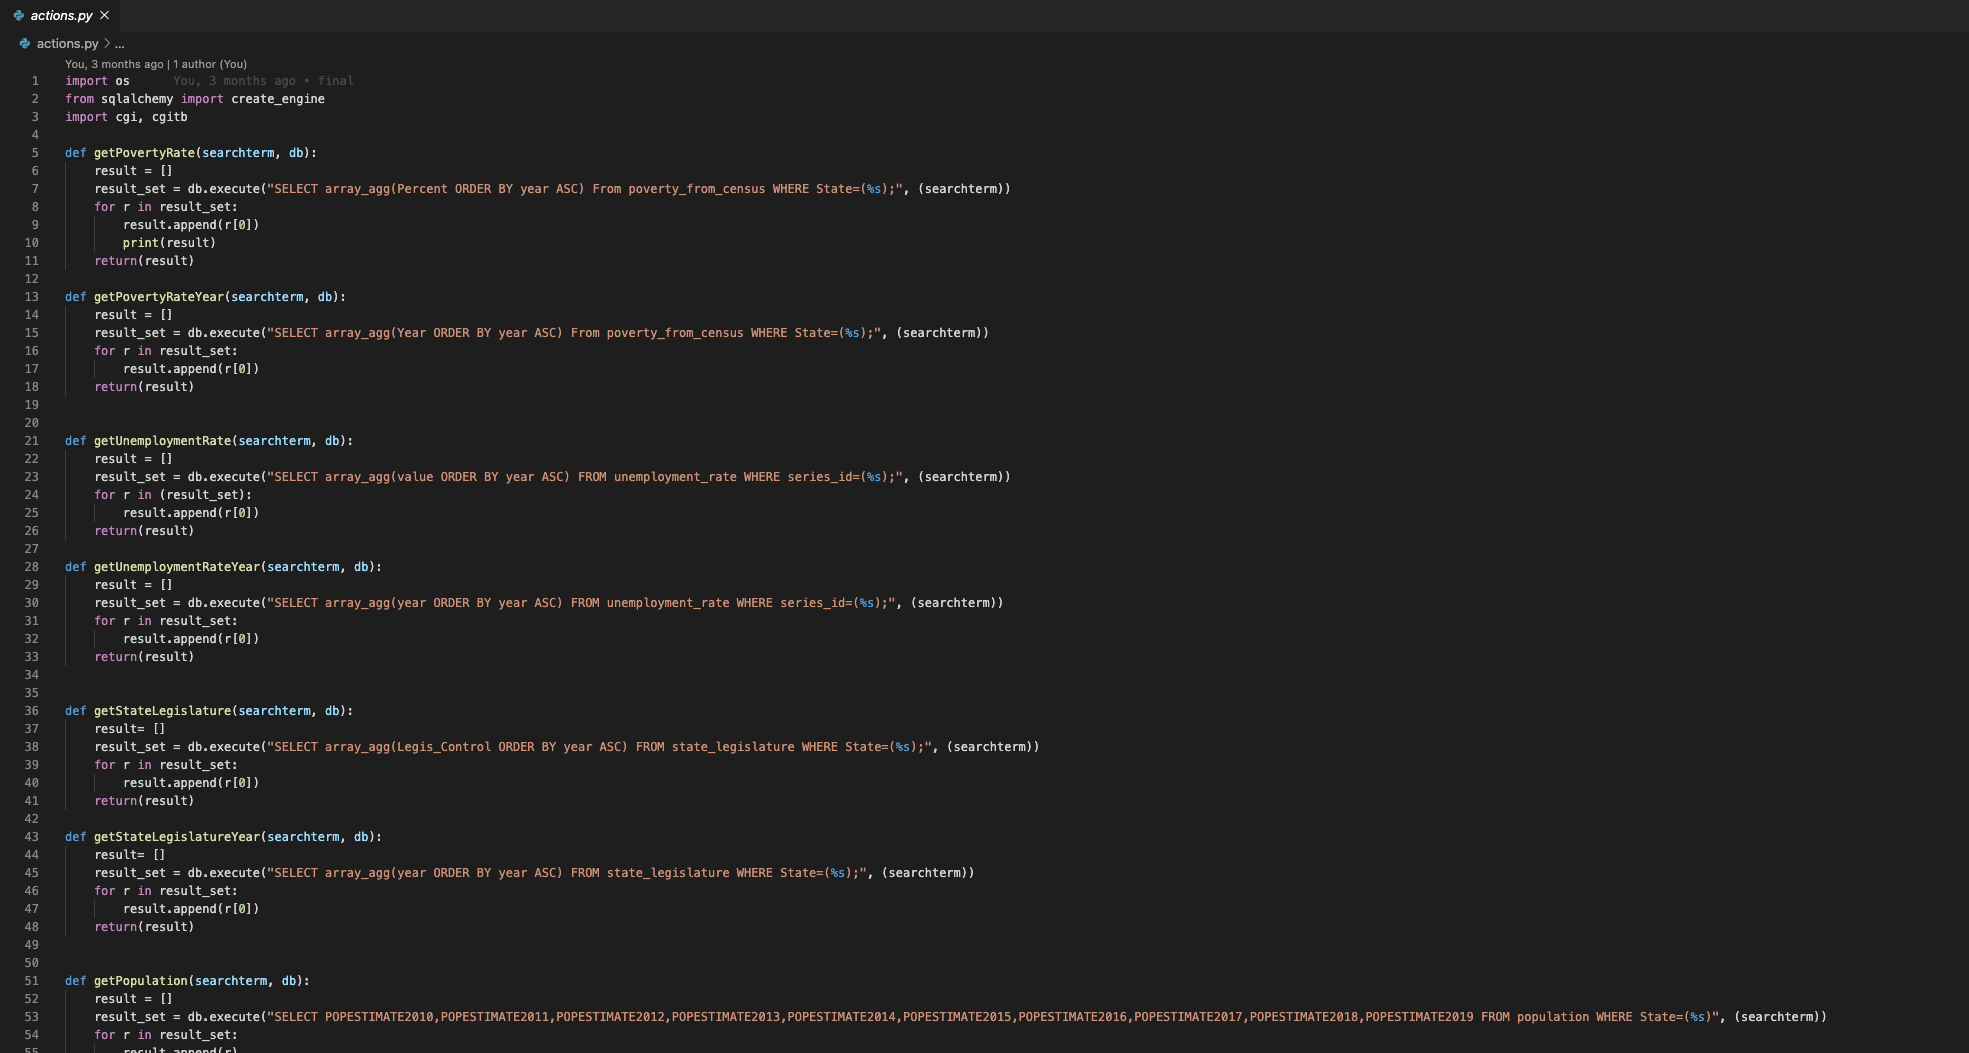 actions.py ×
actions.py > ...
You, 3 months ago | 1 author (You)
1 import os You, 3 months ago • final
2 from sqlalchemy import create_engine
3 import cgi, cgitb
4
5 def getPovertyRate(searchterm, db):
6 result = []
7 result_set = db.execute("SELECT array_agg(Percent ORDER BY year ASC) From poverty_from_census WHERE State=(%s);", (searchterm))
8 for r in result_set:
9 result.append(r[0])
10 print(result)
11 return(result)
12
13 def getPovertyRateYear(searchterm, db):
14 result = []
15 result_set = db.execute("SELECT array_agg(Year ORDER BY year ASC) From poverty_from_census WHERE State=(%s);", (searchterm))
16 for r in result_set:
17 result.append(r[0])
18 return(result)
19
20
21 def getUnemploymentRate(searchterm, db):
22 result = []
23 result_set = db.execute("SELECT array_agg(value ORDER BY year ASC) FROM unemployment_rate WHERE series_id=(%s);", (searchterm))
24 for r in (result_set):
25 result.append(r[0])
26 return(result)
27
28 def getUnemploymentRateYear(searchterm, db):
29 result = []
30 result_set = db.execute("SELECT array_agg(year ORDER BY year ASC) FROM unemployment_rate WHERE series_id=(%s);", (searchterm))
31 for r in result_set:
32 result.append(r[0])
33 return(result)
34
35
36 def getStateLegislature(searchterm, db):
37 result= []
38 result_set = db.execute("SELECT array_agg(Legis_Control ORDER BY year ASC) FROM state_legislature WHERE State=(%s);", (searchterm))
39 for r in result_set:
40 result.append(r[0])
41 return(result)
42
43 def getStateLegislatureYear(searchterm, db):
44 result= []
45 result_set = db.execute("SELECT array_agg(year ORDER BY year ASC) FROM state_legislature WHERE State=(%s);", (searchterm))
46 for r in result_set:
47 result.append(r[0])
48 return(result)
49
50
51 def getPopulation(searchterm, db):
52 result = []
53 result_set = db.execute("SELECT POPESTIMATE2010,POPESTIMATE2011,POPESTIMATE2012,POPESTIMATE2013,POPESTIMATE2014,POPESTIMATE2015,POPESTIMATE2016,POPESTIMATE2017,POPESTIMATE2018,POPESTIMATE2019 FROM population WHERE State=(%s)", (searchterm))
54 for r in result_set:
55 result.append(r)